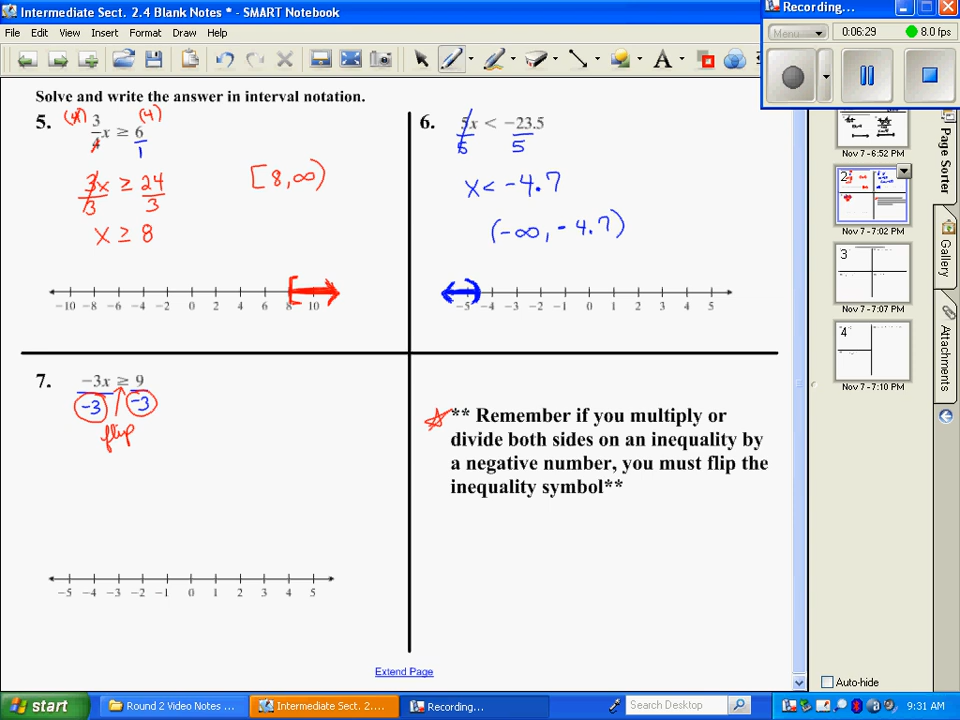 Intermediate Sect. 2.4 Blank Notes * - SMART Notebook
Recording...
File Edit View Insert Format Draw Help
Menu
0:06:29
8.0 fps
Solve and write the answer in interval notation.
5.
(4) 3/4 x ≥ 6/1 (4)
3x/3 ≥ 24/3
x ≥ 8
[8,∞)
-10 -8 -6 -4 -2 0 2 4 6 8 10
6.
5x/5 < -23.5/5
x < -4.7
(-∞, -4.7)
-5 -4 -3 -2 -1 0 1 2 3 4 5
7.
-3x/-3 ≥ 9/-3
flip
-5 -4 -3 -2 -1 0 1 2 3 4 5
** Remember if you multiply or
divide both sides on an inequality by
a negative number, you must flip the
inequality symbol**
Extend Page
Nov 7 - 6:52 PM
2
Nov 7 - 7:02 PM
3
Nov 7 - 7:07 PM
4
Nov 7 - 7:10 PM
Page Sorter
Gallery
Attachments
Auto-hide
start
Round 2 Video Notes ...
Intermediate Sect. 2....
Recording...
Search Desktop
9:31 AM